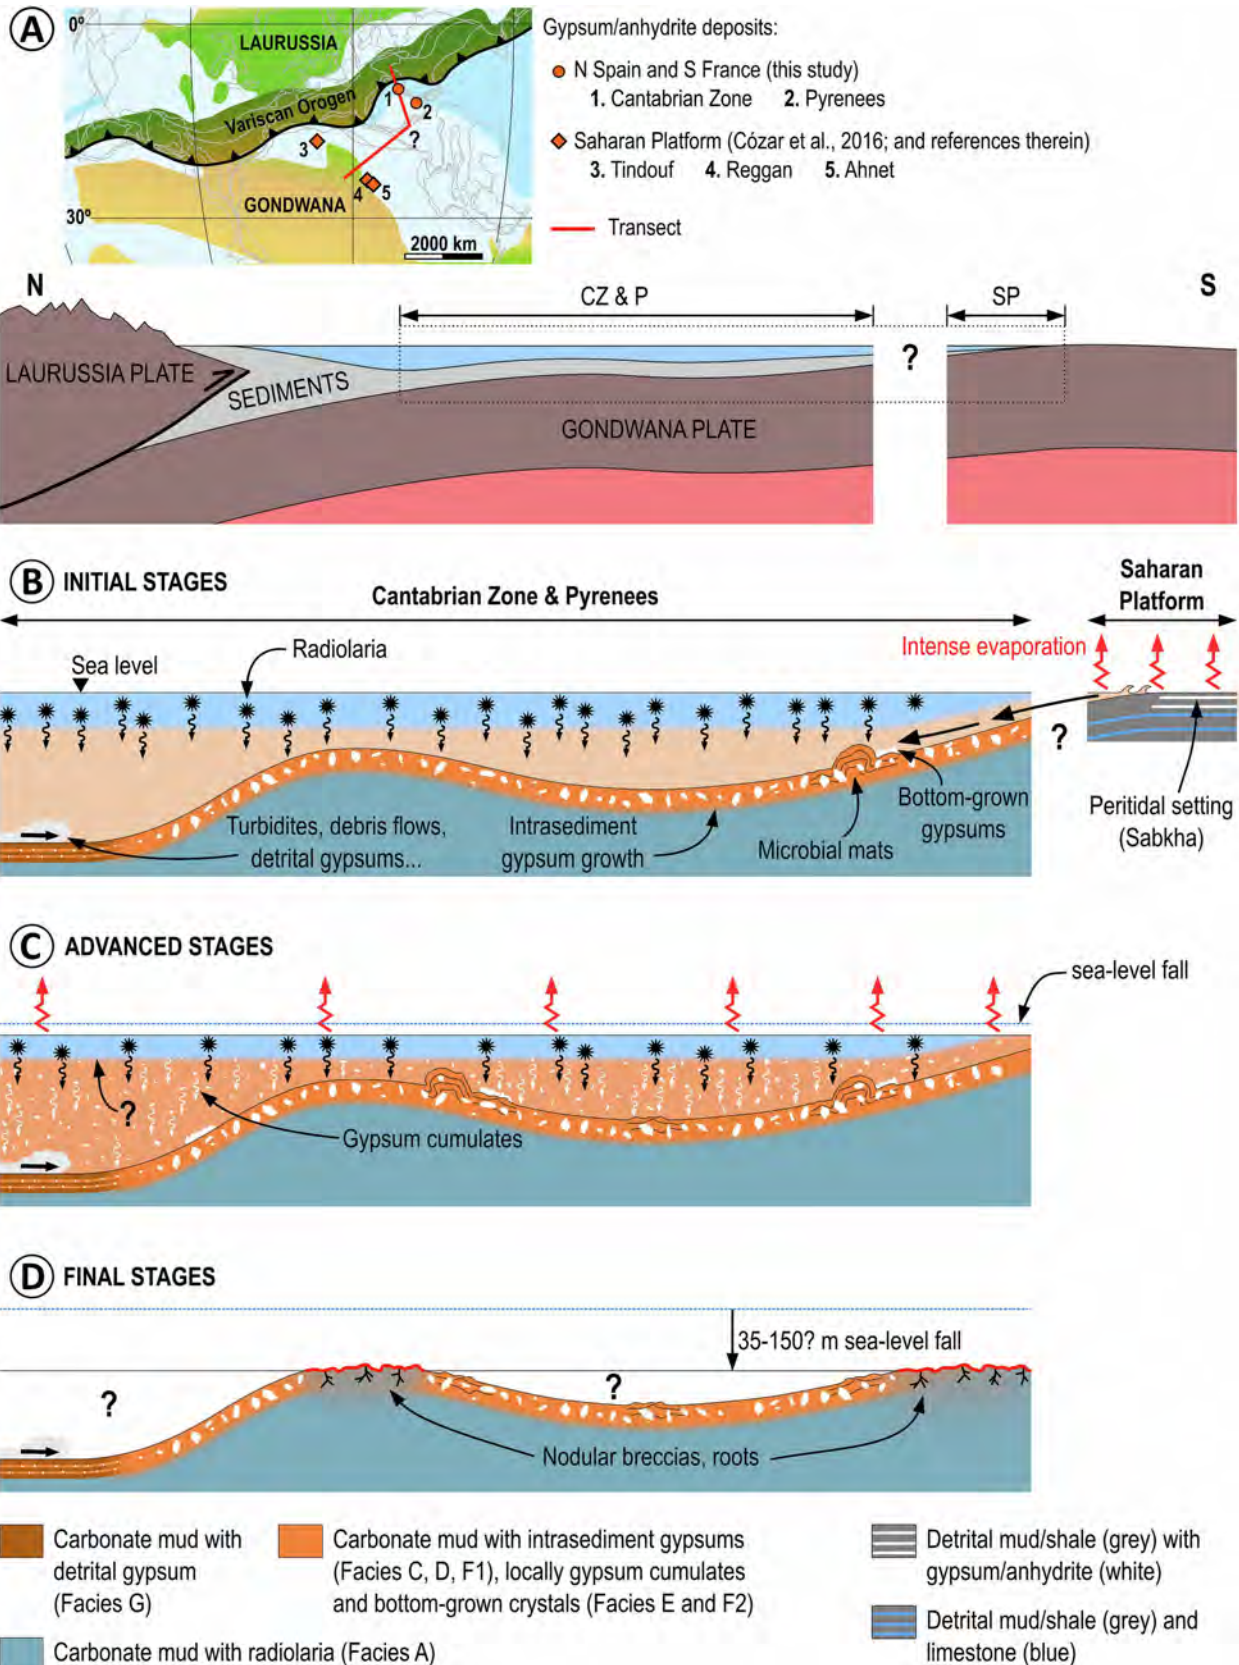 A
0º
LAURUSSIA
Variscan Orogen
1
2
?
3
4
5
GONDWANA
30º
2000 km
Gypsum/anhydrite deposits:
N Spain and S France (this study)
1. Cantabrian Zone 2. Pyrenees
Saharan Platform (Cózar et al., 2016; and references therein)
3. Tindouf 4. Reggan 5. Ahnet
Transect
N
CZ & P
SP
S
LAURUSSIA PLATE
SEDIMENTS
?
GONDWANA PLATE
B INITIAL STAGES
Cantabrian Zone & Pyrenees
Saharan
Platform
Sea level
Radiolaria
Intense evaporation
?
Turbidites, debris flows,
detrital gypsums...
Intrasediment
gypsum growth
Microbial mats
Bottom-grown
gypsums
Peritidal setting
(Sabkha)
C ADVANCED STAGES
sea-level fall
?
Gypsum cumulates
D FINAL STAGES
35-150? m sea-level fall
?
?
Nodular breccias, roots
Carbonate mud with
detrital gypsum
(Facies G)
Carbonate mud with intrasediment gypsums
(Facies C, D, F1), locally gypsum cumulates
and bottom-grown crystals (Facies E and F2)
Detrital mud/shale (grey) with
gypsum/anhydrite (white)
Carbonate mud with radiolaria (Facies A)
Detrital mud/shale (grey) and
limestone (blue)